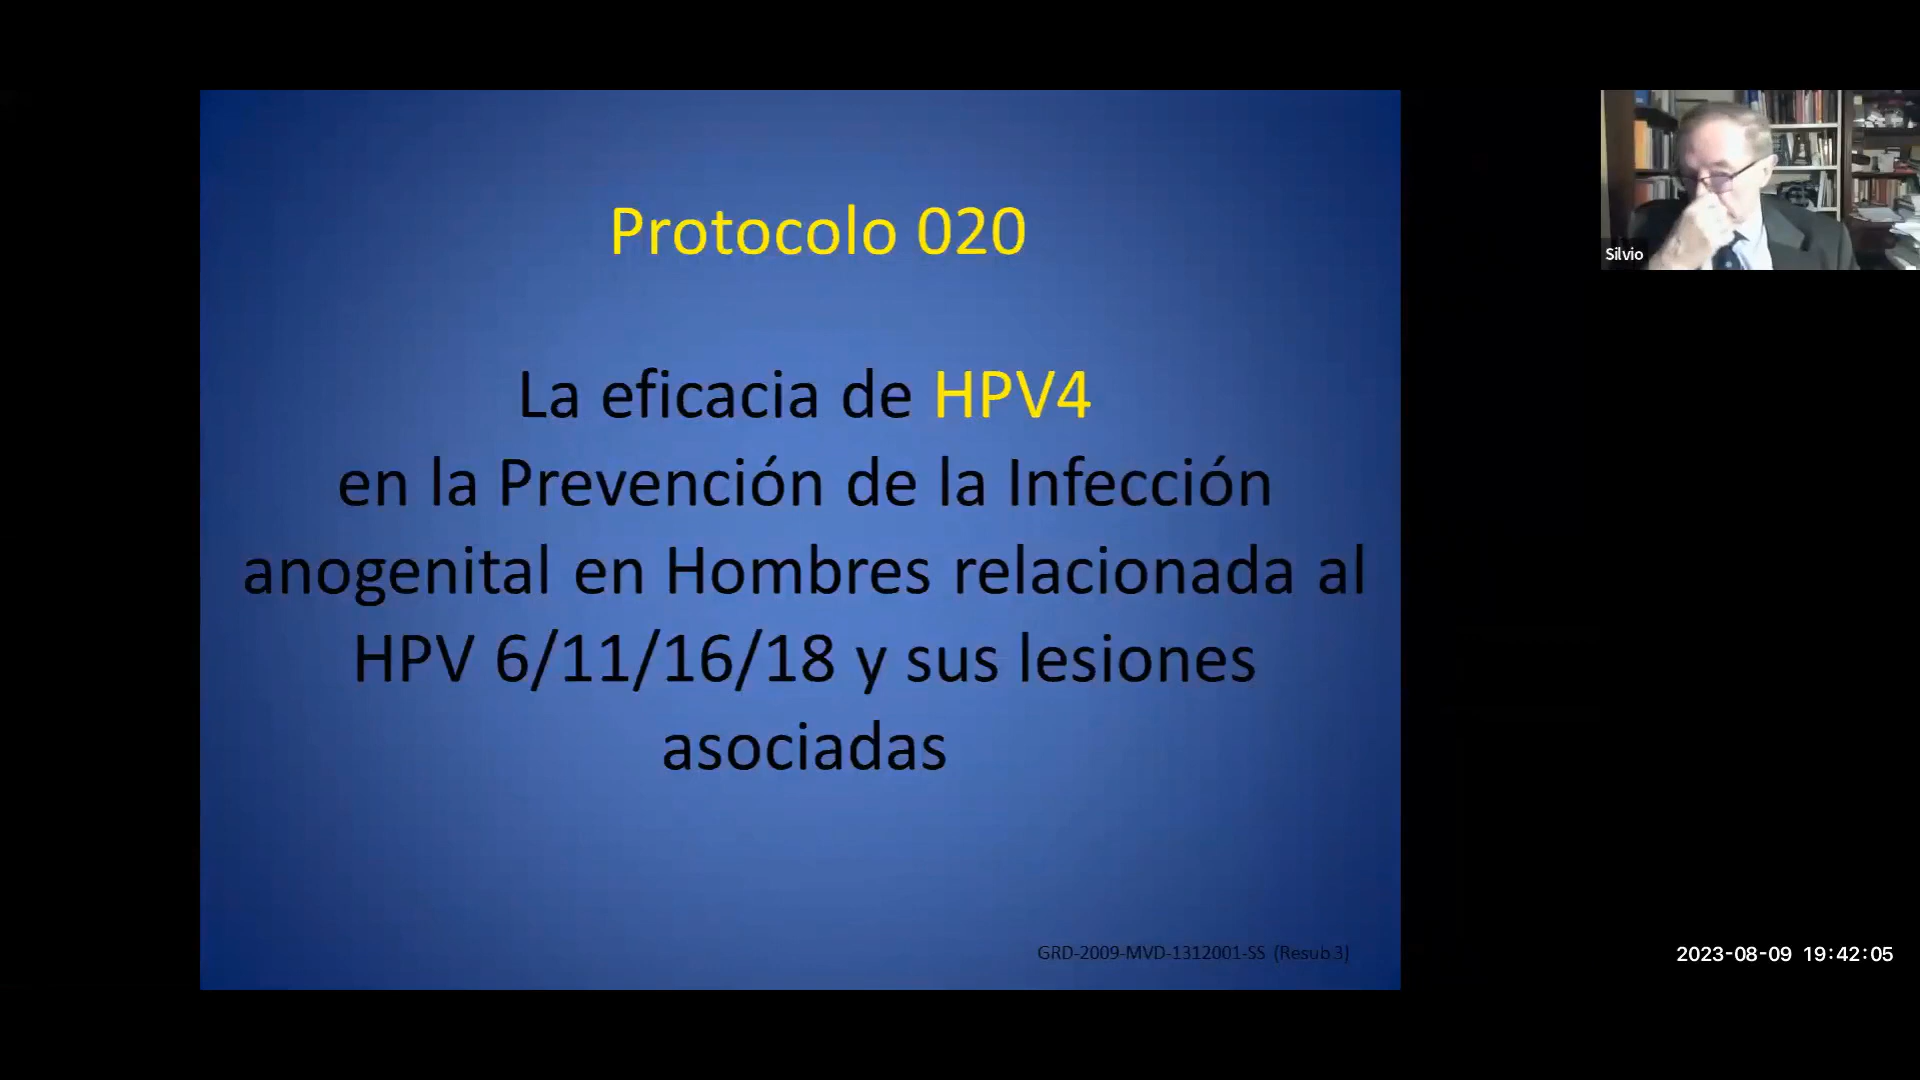 Protocolo 020
La eficacia de HPV4
en la Prevención de la Infección
anogenital en Hombres relacionada al
HPV 6/11/16/18 y sus lesiones
asociadas
GRD-2009-MVD-1312001-SS (Resub 3)
Silvio
2023-08-09 19:42:05